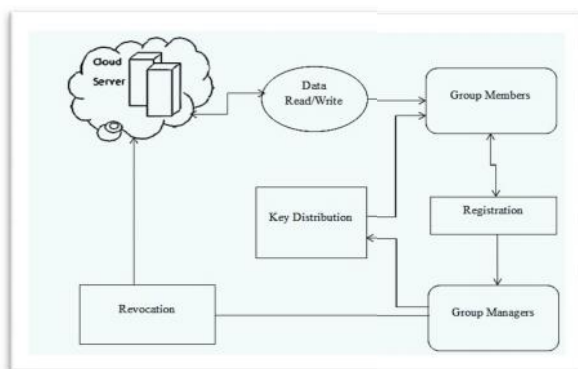 Cloud
Server
Data
Read/Write
Group Members
Key Distribution
Registration
Revocation
Group Managers